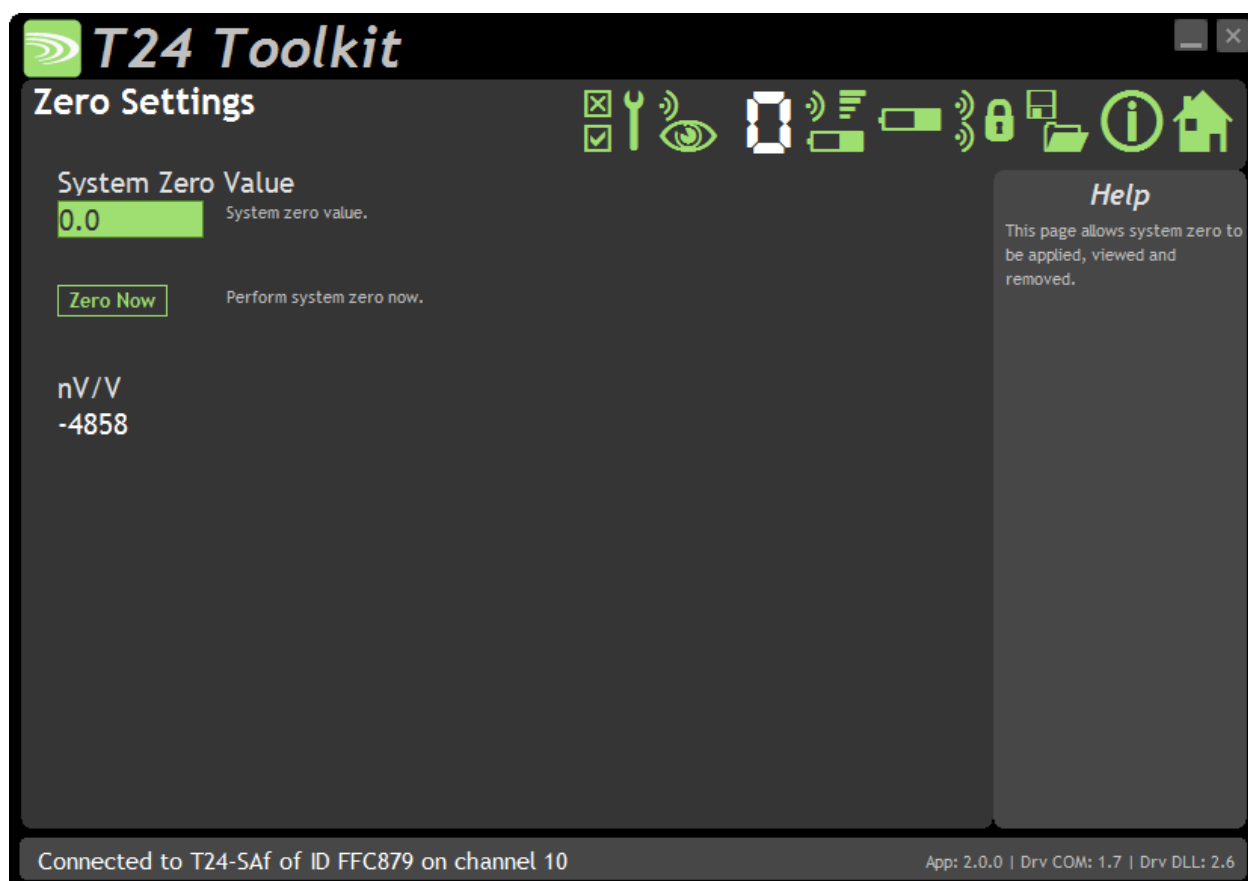 T24 Toolkit
Zero Settings
0
System Zero Value
0.0
System zero value.
Zero Now
Perform system zero now.
nV/V
-4858
Help
This page allows system zero to
be applied, viewed and
removed.
Connected to T24-SAf of ID FFC879 on channel 10
App: 2.0.0 | Drv COM: 1.7 | Drv DLL: 2.6